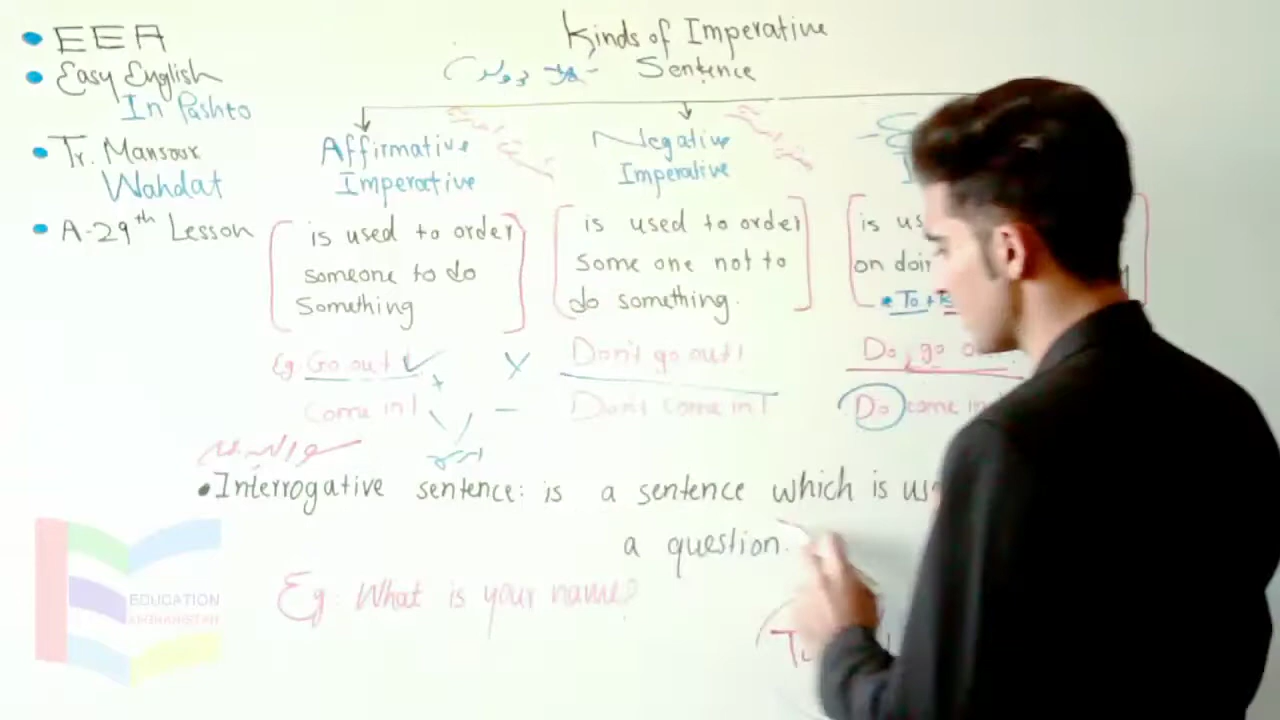 Kinds of Imperative
Sentence
EEA
Easy English
In Pashto
Tr. Mansour
Wahdat
A-29th Lesson
Affirmative
Imperative
is used to order
someone to do
Something
Eg: Go out
Come in!
Negative
Imperative
is used to order
some one not to
do something.
Don't go out!
Don't come in!
is us
on doin
To +
Do, go
Do come in
Interrogative sentence: is a sentence which is us
a question.
Eg: What is your name?
EDUCATION
AFGHANISTAN